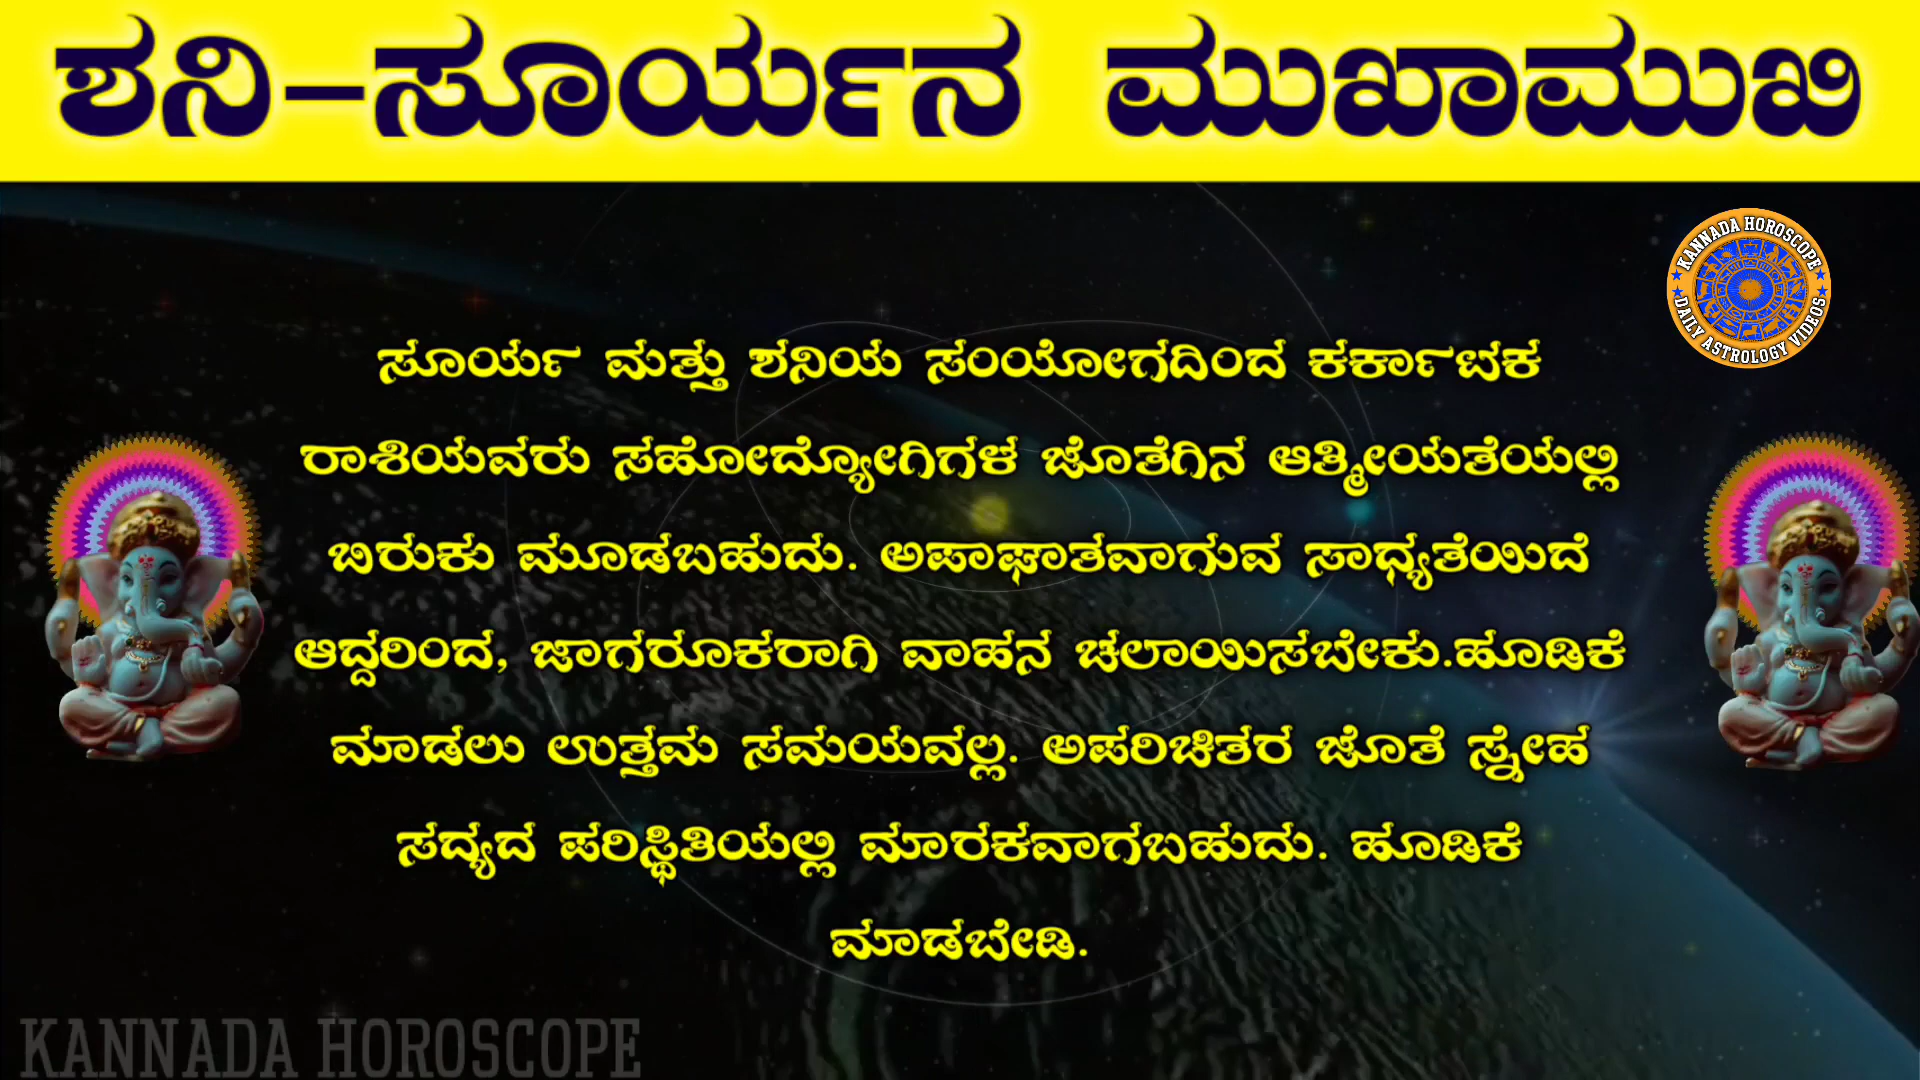 ಶನಿ-ಸೂರ್ಯನ ಮುಖಾಮುಖಿ
KANNADA HOROSCOPE
DAILY ASTROLOGY VIDEOS
ಸೂರ್ಯ ಮತ್ತು ಶನಿಯ ಸಂಯೋಗದಿಂದ ಕರ್ಕಾಟಕ
ರಾಶಿಯವರು ಸಹೋದ್ಯೋಗಿಗಳ ಜೊತೆಗಿನ ಆತ್ಮೀಯತೆಯಲ್ಲಿ
ಬಿರುಕು ಮೂಡಬಹುದು. ಅಪಾಘಾತವಾಗುವ ಸಾಧ್ಯತೆಯಿದೆ
ಆದ್ದರಿಂದ, ಜಾಗರೂಕರಾಗಿ ವಾಹನ ಚಲಾಯಿಸಬೇಕು.ಹೂಡಿಕೆ
ಮಾಡಲು ಉತ್ತಮ ಸಮಯವಲ್ಲ. ಅಪರಿಚಿತರ ಜೊತೆ ಸ್ನೇಹ
ಸದ್ಯದ ಪರಿಸ್ಥಿತಿಯಲ್ಲಿ ಮಾರಕವಾಗಬಹುದು. ಹೂಡಿಕೆ
ಮಾಡಬೇಡಿ.
KANNADA HOROSCOPE